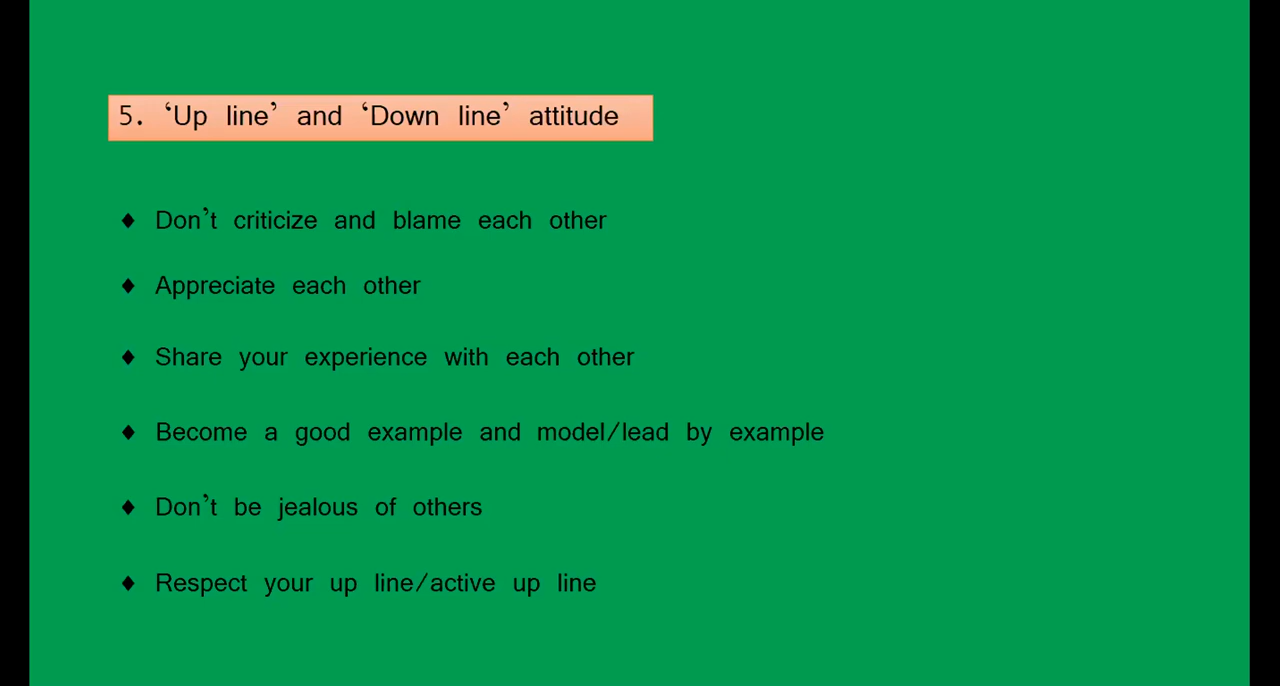 5. ‘Up line’ and ‘Down line’ attitude
♦ Don’t criticize and blame each other
♦ Appreciate each other
♦ Share your experience with each other
♦ Become a good example and model/lead by example
♦ Don’t be jealous of others
♦ Respect your up line/active up line